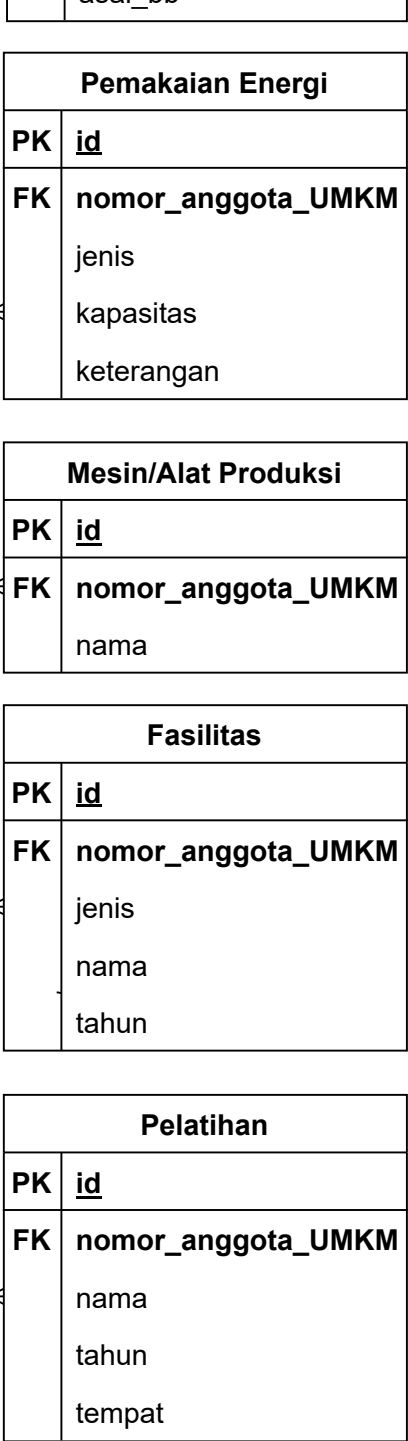 asal_bb
Pemakaian Energi
PK id
FK nomor_anggota_UMKM
jenis
kapasitas
keterangan
Mesin/Alat Produksi
PK id
FK nomor_anggota_UMKM
nama
Fasilitas
PK id
FK nomor_anggota_UMKM
jenis
nama
tahun
Pelatihan
PK id
FK nomor_anggota_UMKM
nama
tahun
tempat